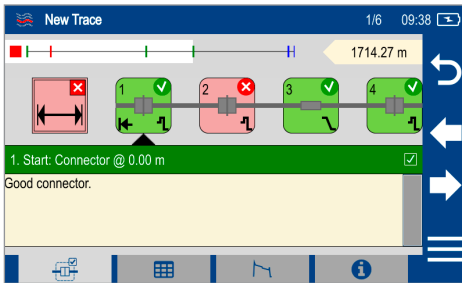 New Trace 1/6 09:38
1714.27 m
1 2 3 4
1. Start: Connector @ 0.00 m
Good connector.